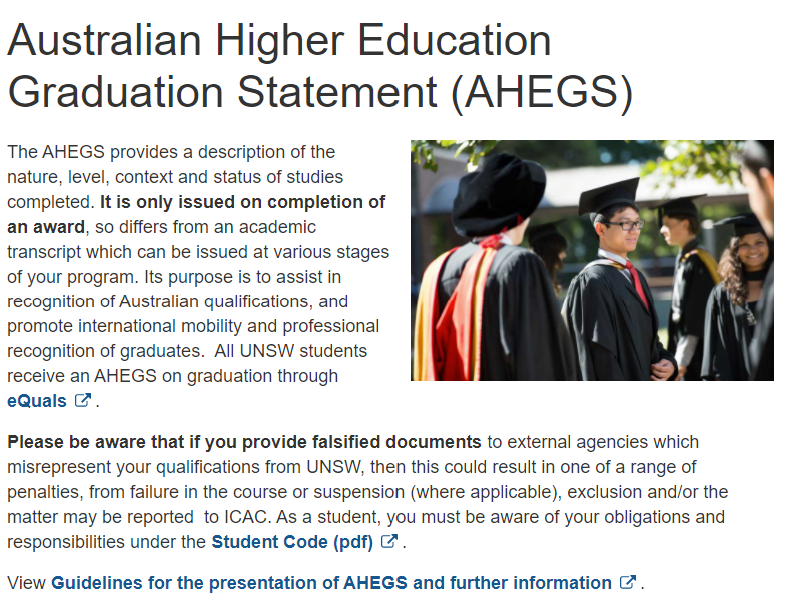 Australian Higher Education
Graduation Statement (AHEGS)
The AHEGS provides a description of the
nature, level, context and status of studies
completed. It is only issued on completion of
an award, so differs from an academic
transcript which can be issued at various stages
of your program. Its purpose is to assist in
recognition of Australian qualifications, and
promote international mobility and professional
recognition of graduates.  All UNSW students
receive an AHEGS on graduation through
eQuals .
Please be aware that if you provide falsified documents to external agencies which
misrepresent your qualifications from UNSW, then this could result in one of a range of
penalties, from failure in the course or suspension (where applicable), exclusion and/or the
matter may be reported  to ICAC. As a student, you must be aware of your obligations and
responsibilities under the Student Code (pdf) .
View Guidelines for the presentation of AHEGS and further information .